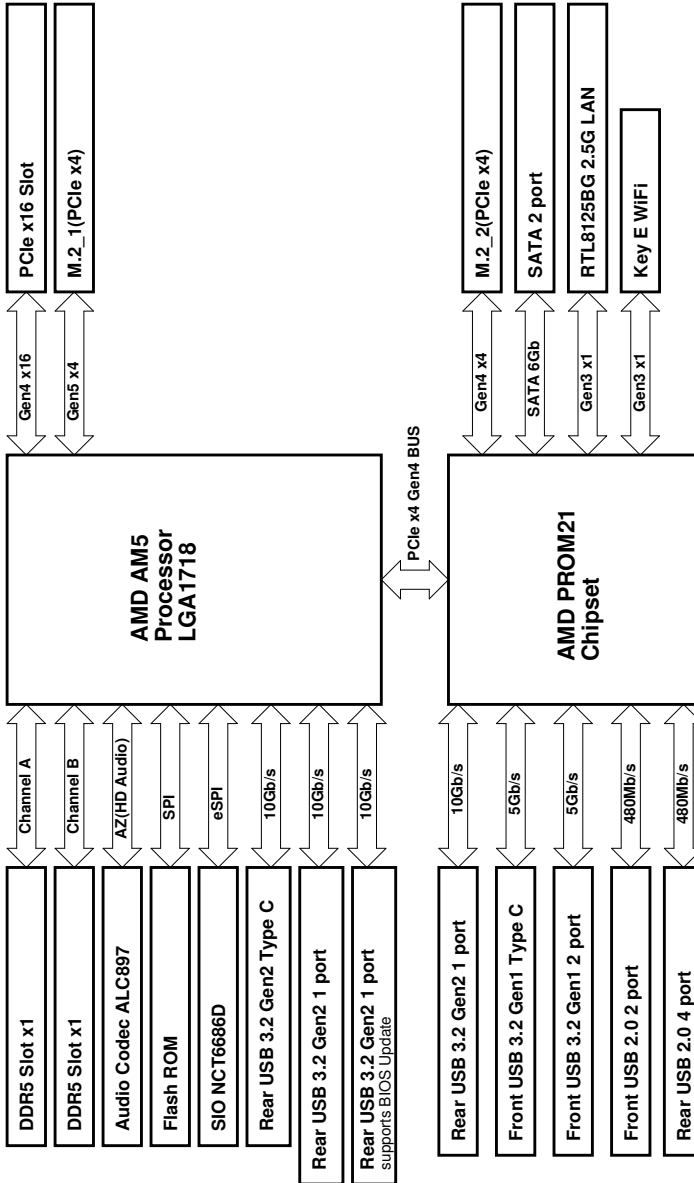 DDR5 Slot x1
Channel A
DDR5 Slot x1
Channel B
Audio Codec ALC897
AZ(HD Audio)
Flash ROM
SPI
SIO NCT6686D
eSPI
Rear USB 3.2 Gen2 Type C
10Gb/s
Rear USB 3.2 Gen2 1 port
10Gb/s
Rear USB 3.2 Gen2 1 port
supports BIOS Update
10Gb/s
AMD AM5
Processor
LGA1718
Gen4 x16
PCIe x16 Slot
Gen5 x4
M.2_1(PCIe x4)
PCIe x4 Gen4 BUS
Rear USB 3.2 Gen2 1 port
10Gb/s
Front USB 3.2 Gen1 Type C
5Gb/s
Front USB 3.2 Gen1 2 port
5Gb/s
Front USB 2.0 2 port
480Mb/s
Rear USB 2.0 4 port
480Mb/s
AMD PROM21
Chipset
Gen4 x4
M.2_2(PCIe x4)
SATA 6Gb
SATA 2 port
Gen3 x1
RTL8125BG 2.5G LAN
Gen3 x1
Key E WiFi